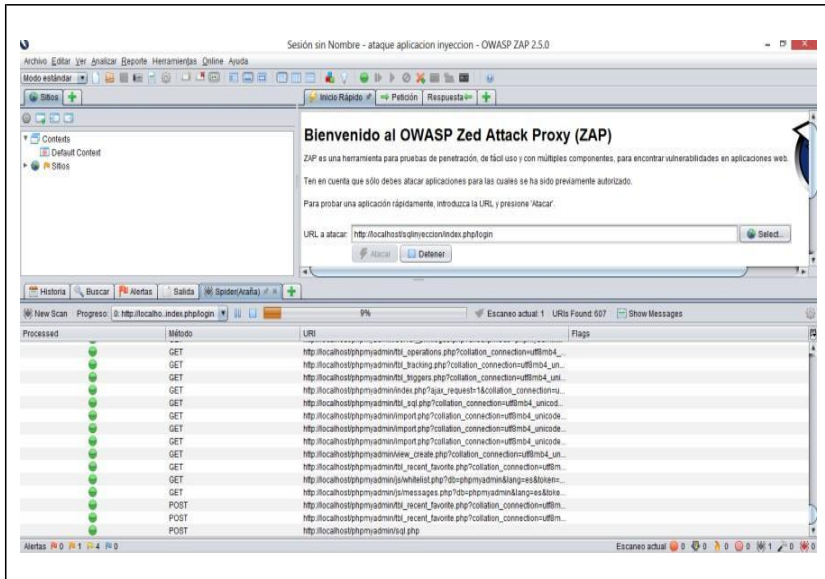 Sesión sin Nombre - ataque aplicacion inyeccion - OWASP ZAP 2.5.0
Archivo Editar Ver Analizar Reporte Herramientas Online Ayuda
Modo estándar
Sitios
Inicio Rápido Petición Respuesta
Contexts
Default Context
Sitios
Bienvenido al OWASP Zed Attack Proxy (ZAP)
ZAP es una herramienta para pruebas de penetración, de fácil uso y con múltiples componentes, para encontrar vulnerabilidades en aplicaciones web.
Ten en cuenta que sólo debes atacar aplicaciones para las cuales se ha sido previamente autorizado.
Para probar una aplicación rápidamente, introduzca la URL y presione 'Atacar'.
URL a atacar: http://localhost/sqlinyeccion/index.php/login Select...
Atacar Detener
Historia Buscar Alertas Salida Spider(Araña)
New Scan Progreso: 0: http://localho..index.php/login 9% Escaneo actual: 1 URIs Found: 607 Show Messages
Processed Método URI Flags
GET http://localhost/phpmyadmin/tbl_operations.php?collation_connection=utf8mb4_...
GET http://localhost/phpmyadmin/tbl_tracking.php?collation_connection=utf8mb4_un...
GET http://localhost/phpmyadmin/tbl_triggers.php?collation_connection=utf8mb4_uni...
GET http://localhost/phpmyadmin/index.php?ajax_request=1&collation_connection=u...
GET http://localhost/phpmyadmin/tbl_sql.php?collation_connection=utf8mb4_unicod...
GET http://localhost/phpmyadmin/import.php?collation_connection=utf8mb4_unicode...
GET http://localhost/phpmyadmin/import.php?collation_connection=utf8mb4_unicode...
GET http://localhost/phpmyadmin/view_create.php?collation_connection=utf8mb4_un...
GET http://localhost/phpmyadmin/tbl_recent_favorite.php?collation_connection=utf8m...
GET http://localhost/phpmyadmin/js/whitelist.php?db=phpmyadmin&lang=es&token=...
GET http://localhost/phpmyadmin/js/messages.php?db=phpmyadmin&lang=es&toke...
POST http://localhost/phpmyadmin/tbl_recent_favorite.php?collation_connection=utf8m...
POST http://localhost/phpmyadmin/tbl_recent_favorite.php?collation_connection=utf8m...
POST http://localhost/phpmyadmin/sql.php
Alertas 0 1 4 0 Escaneo actual 0 0 0 0 1 0 0